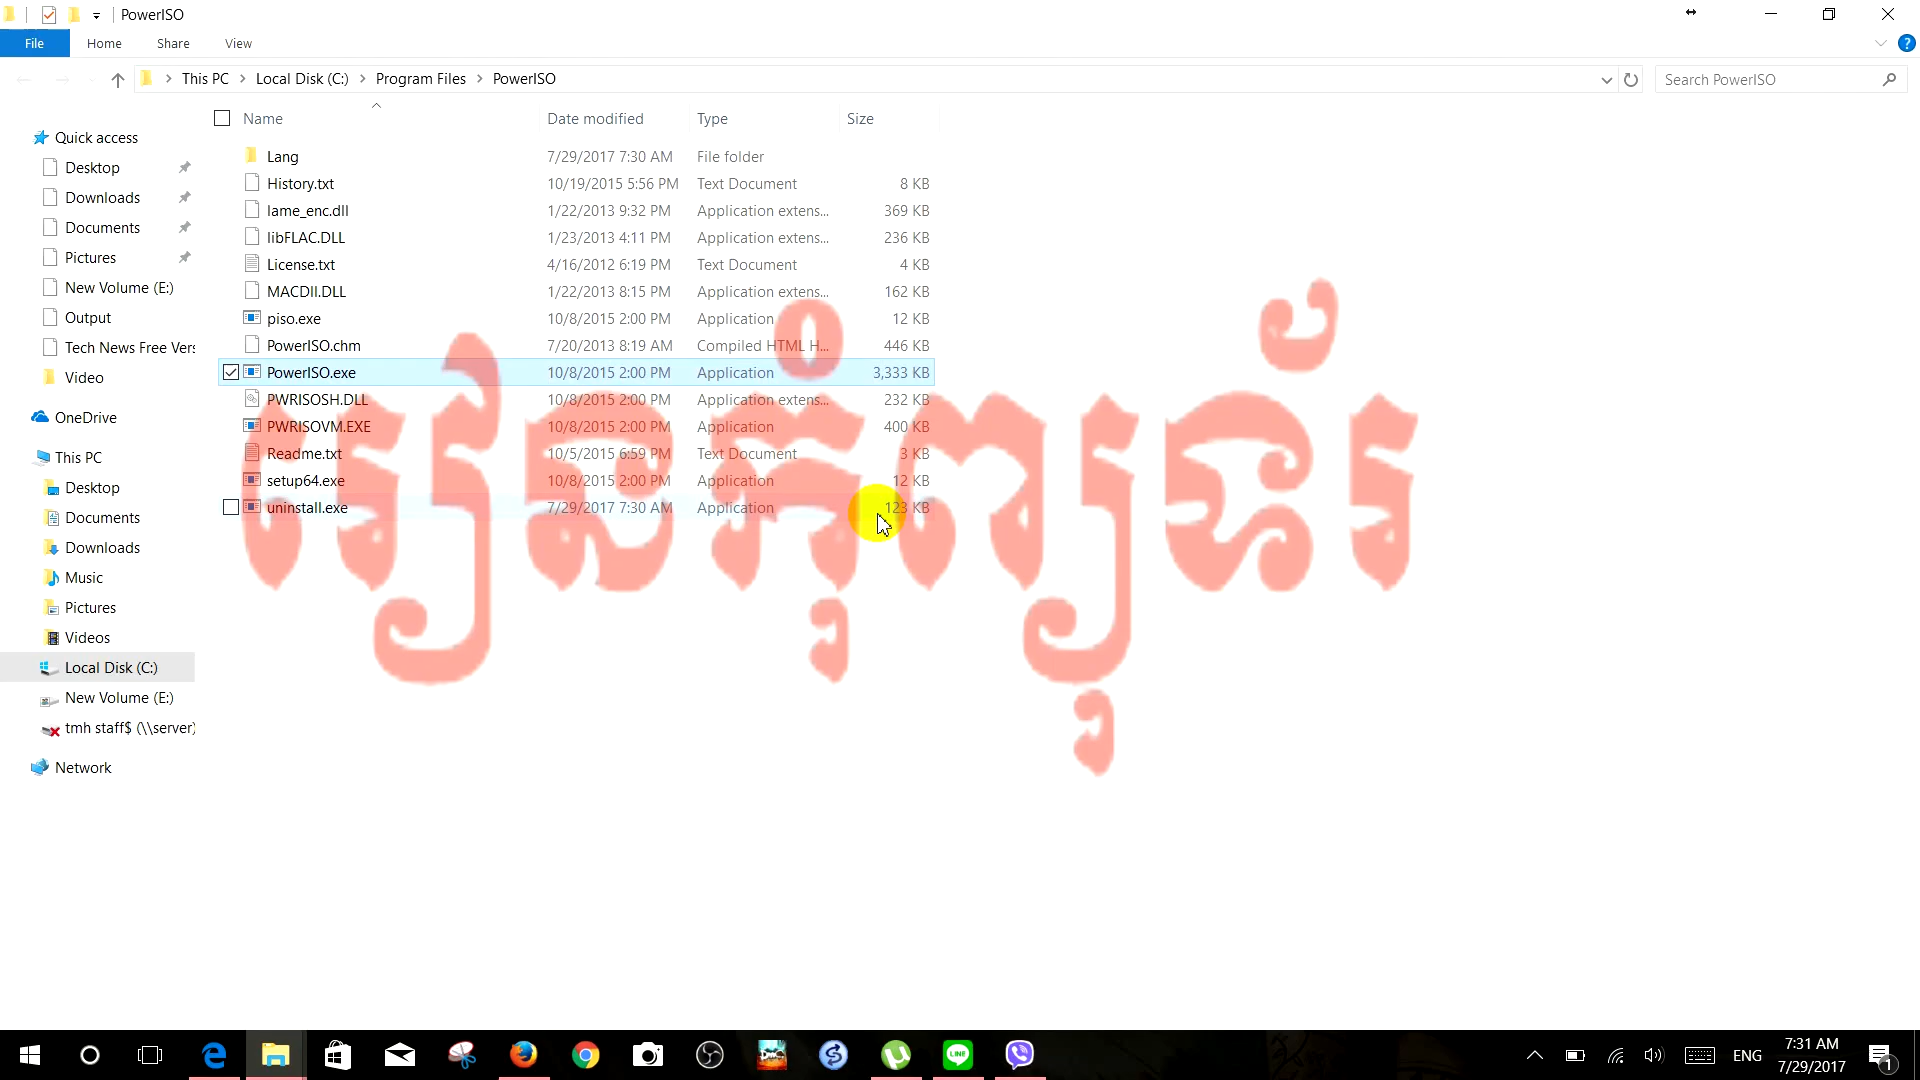 PowerISO
File Home Share View
This PC Local Disk (C:) Program Files PowerISO
Search PowerISO
Name Date modified Type Size
Quick access
Desktop
Downloads
Documents
Pictures
New Volume (E:)
Output
Tech News Free Vers
Video
OneDrive
This PC
Desktop
Documents
Downloads
Music
Pictures
Videos
Local Disk (C:)
New Volume (E:)
tmh staff$ (\\server)
Network
Lang 7/29/2017 7:30 AM File folder
History.txt 10/19/2015 5:56 PM Text Document 8 KB
lame_enc.dll 1/22/2013 9:32 PM Application extens... 369 KB
libFLAC.DLL 1/23/2013 4:11 PM Application extens... 236 KB
License.txt 4/16/2012 6:19 PM Text Document 4 KB
MACDll.DLL 1/22/2013 8:15 PM Application extens... 162 KB
piso.exe 10/8/2015 2:00 PM Application 12 KB
PowerISO.chm 7/20/2013 8:19 AM Compiled HTML H... 446 KB
PowerISO.exe 10/8/2015 2:00 PM Application 3,333 KB
PWRISOSH.DLL 10/8/2015 2:00 PM Application extens... 232 KB
PWRISOVM.EXE 10/8/2015 2:00 PM Application 400 KB
Readme.txt 10/5/2015 6:59 PM Text Document 3 KB
setup64.exe 10/8/2015 2:00 PM Application 12 KB
uninstall.exe 7/29/2017 7:30 AM Application 123 KB
រៀនកុំព្យូទ័រ
LINE
ENG
7:31 AM
7/29/2017
1